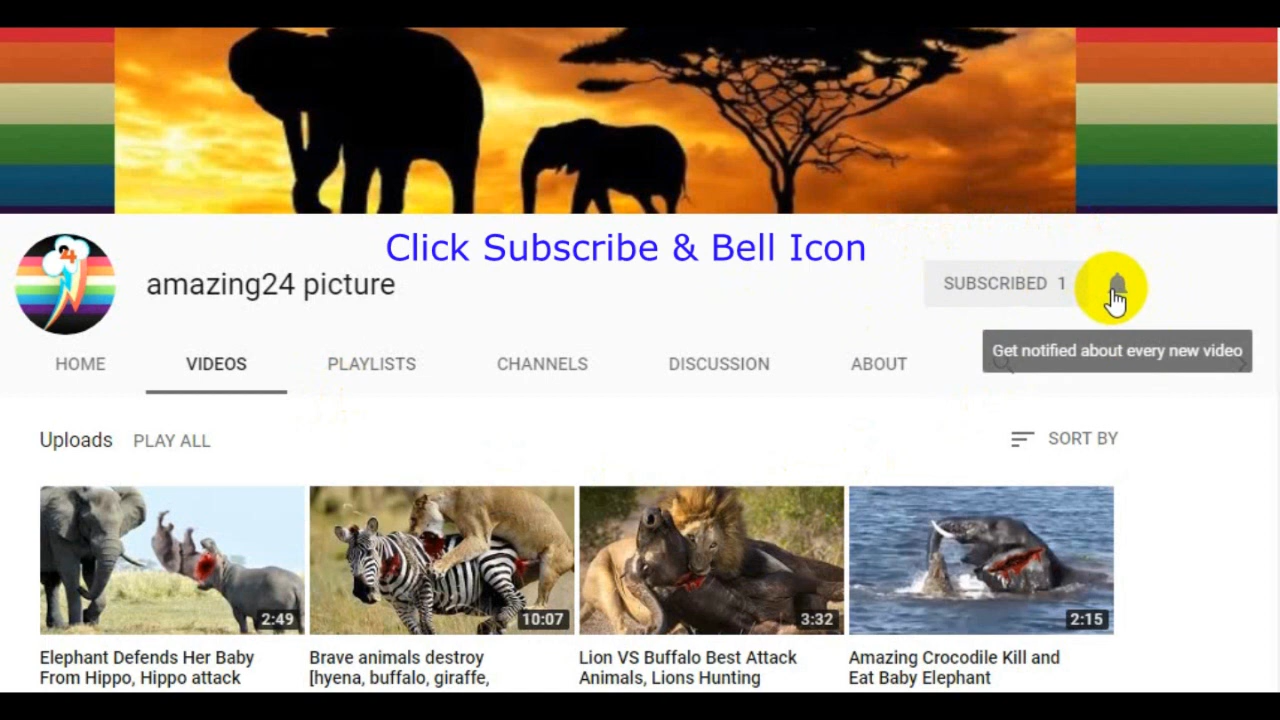 Click Subscribe & Bell Icon
amazing24 picture
SUBSCRIBED 1
Get notified about every new video
HOME VIDEOS PLAYLISTS CHANNELS DISCUSSION ABOUT
Uploads PLAY ALL SORT BY
2:49 10:07 3:32 2:15
Elephant Defends Her Baby
From Hippo, Hippo attack
Brave animals destroy
[hyena, buffalo, giraffe,
Lion VS Buffalo Best Attack
Animals, Lions Hunting
Amazing Crocodile Kill and
Eat Baby Elephant